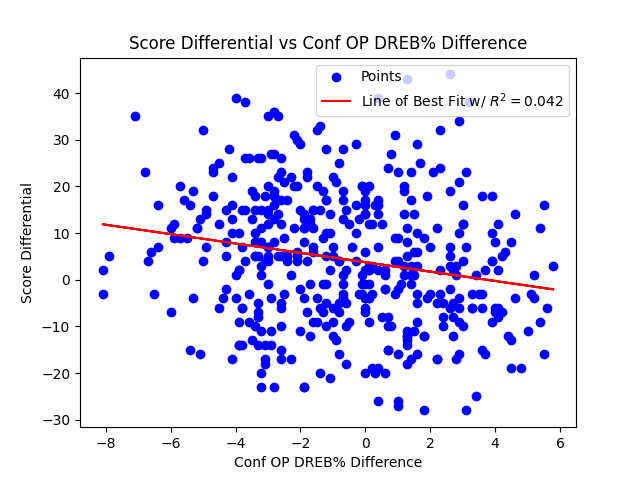 Score Differential vs Conf OP DREB% Difference
Points
Line of Best Fit w/ R² = 0.042
Score Differential
40
30
20
10
0
−10
−20
−30
−8 −6 −4 −2 0 2 4 6
Conf OP DREB% Difference